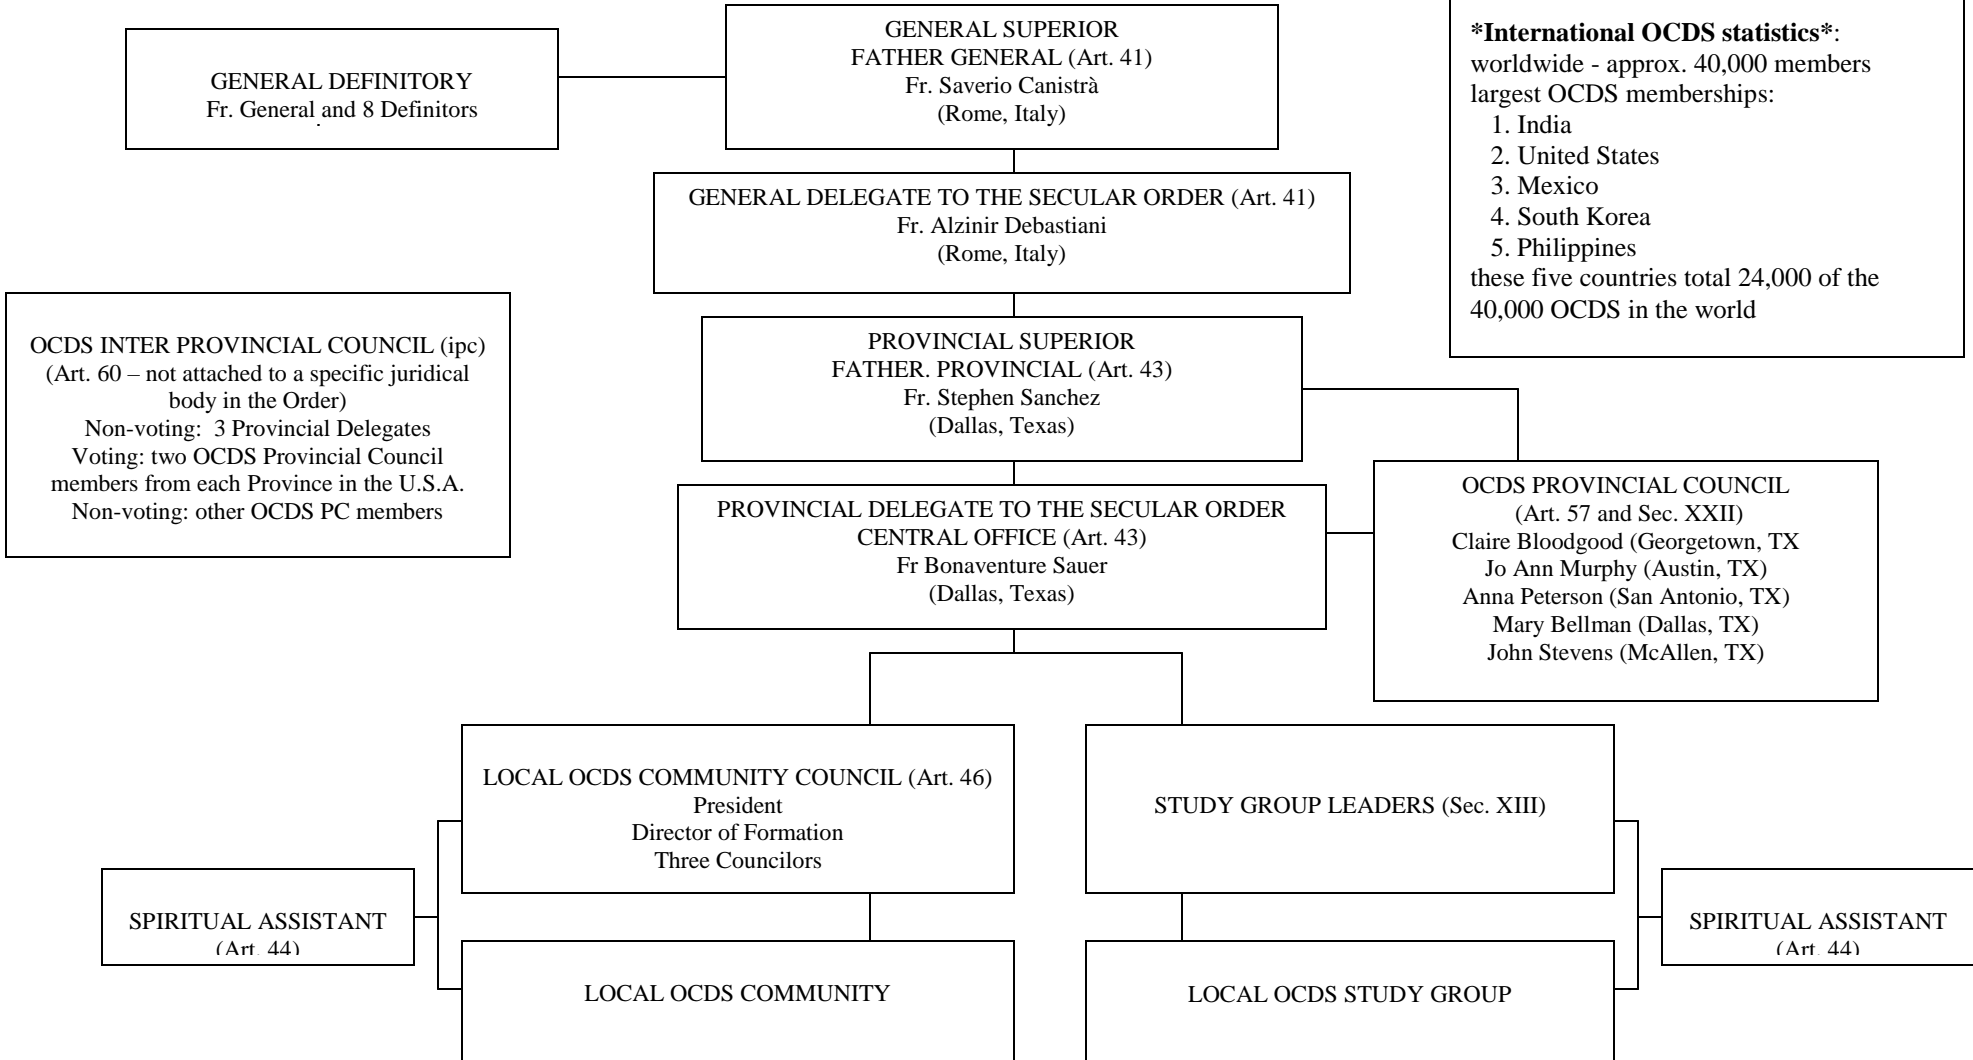 GENERAL SUPERIOR
FATHER GENERAL (Art. 41)
Fr. Saverio Canistrà
(Rome, Italy)
GENERAL DEFINITORY
Fr. General and 8 Definitors
.
*International OCDS statistics*:
worldwide - approx. 40,000 members
largest OCDS memberships:
1. India
2. United States
3. Mexico
4. South Korea
5. Philippines
these five countries total 24,000 of the
40,000 OCDS in the world
GENERAL DELEGATE TO THE SECULAR ORDER (Art. 41)
Fr. Alzinir Debastiani
(Rome, Italy)
OCDS INTER PROVINCIAL COUNCIL (ipc)
(Art. 60 – not attached to a specific juridical
body in the Order)
Non-voting:  3 Provincial Delegates
Voting: two OCDS Provincial Council
members from each Province in the U.S.A.
Non-voting: other OCDS PC members
PROVINCIAL SUPERIOR
FATHER. PROVINCIAL (Art. 43)
Fr. Stephen Sanchez
(Dallas, Texas)
PROVINCIAL DELEGATE TO THE SECULAR ORDER
CENTRAL OFFICE (Art. 43)
Fr Bonaventure Sauer
(Dallas, Texas)
OCDS PROVINCIAL COUNCIL
(Art. 57 and Sec. XXII)
Claire Bloodgood (Georgetown, TX
Jo Ann Murphy (Austin, TX)
Anna Peterson (San Antonio, TX)
Mary Bellman (Dallas, TX)
John Stevens (McAllen, TX)
LOCAL OCDS COMMUNITY COUNCIL (Art. 46)
President
Director of Formation
Three Councilors
STUDY GROUP LEADERS (Sec. XIII)
SPIRITUAL ASSISTANT
(Art. 44)
SPIRITUAL ASSISTANT
(Art. 44)
LOCAL OCDS COMMUNITY
LOCAL OCDS STUDY GROUP